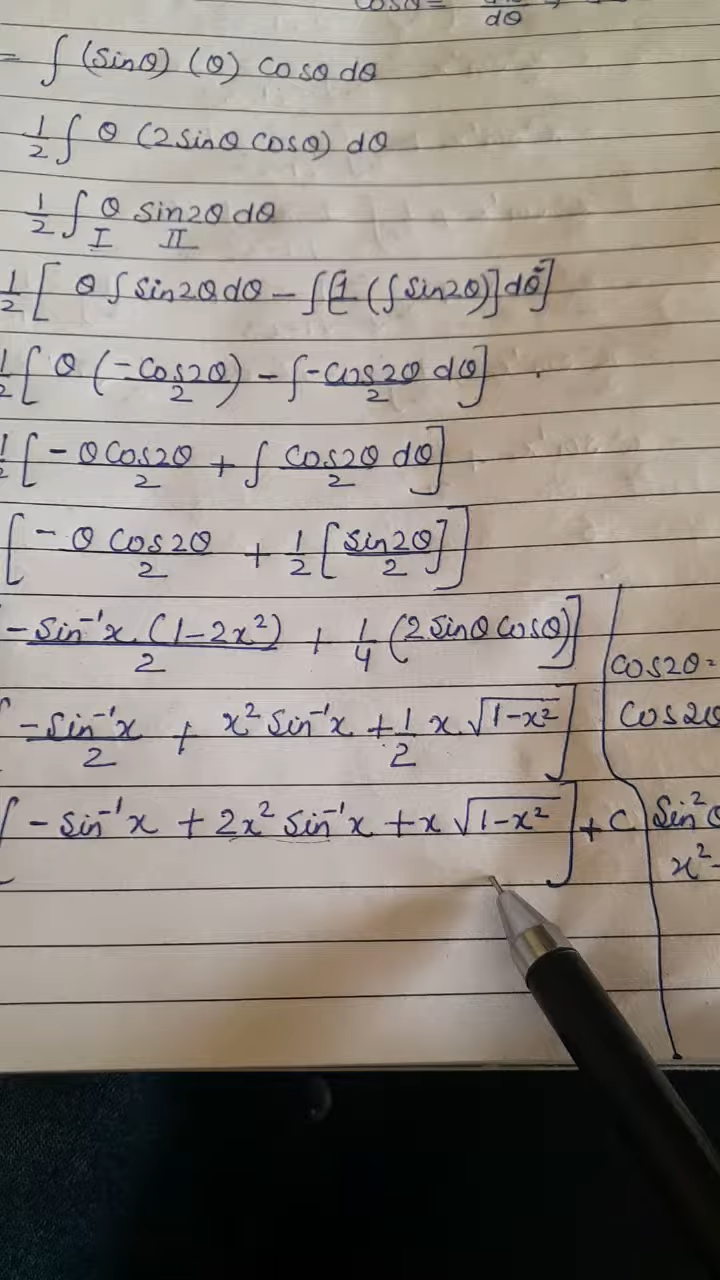 dθ
= ∫ (sinθ) (θ) cosθ dθ
1/2 ∫ θ (2 sinθ cosθ) dθ
1/2 ∫ θ sin2θ dθ
I II
1/2 [ θ ∫ sin2θ dθ - ∫ [1 (∫ sin2θ)] dθ ]
1/2 [ θ (-cos2θ/2) - ∫ -cos2θ/2 dθ ]
1/2 [ -θ cos2θ/2 + ∫ cos2θ/2 dθ ]
[ -θ cos2θ/2 + 1/2 [ sin2θ/2 ] ]
-sin⁻¹x (1-2x²)/2 + 1/4 (2 sinθ cosθ) ]
cos2θ =
[ -sin⁻¹x/2 + x² sin⁻¹x + 1/2 x √(1-x²) ]
cos2θ
[ -sin⁻¹x + 2x² sin⁻¹x + x √(1-x²) ] + C
sin²θ
x² -